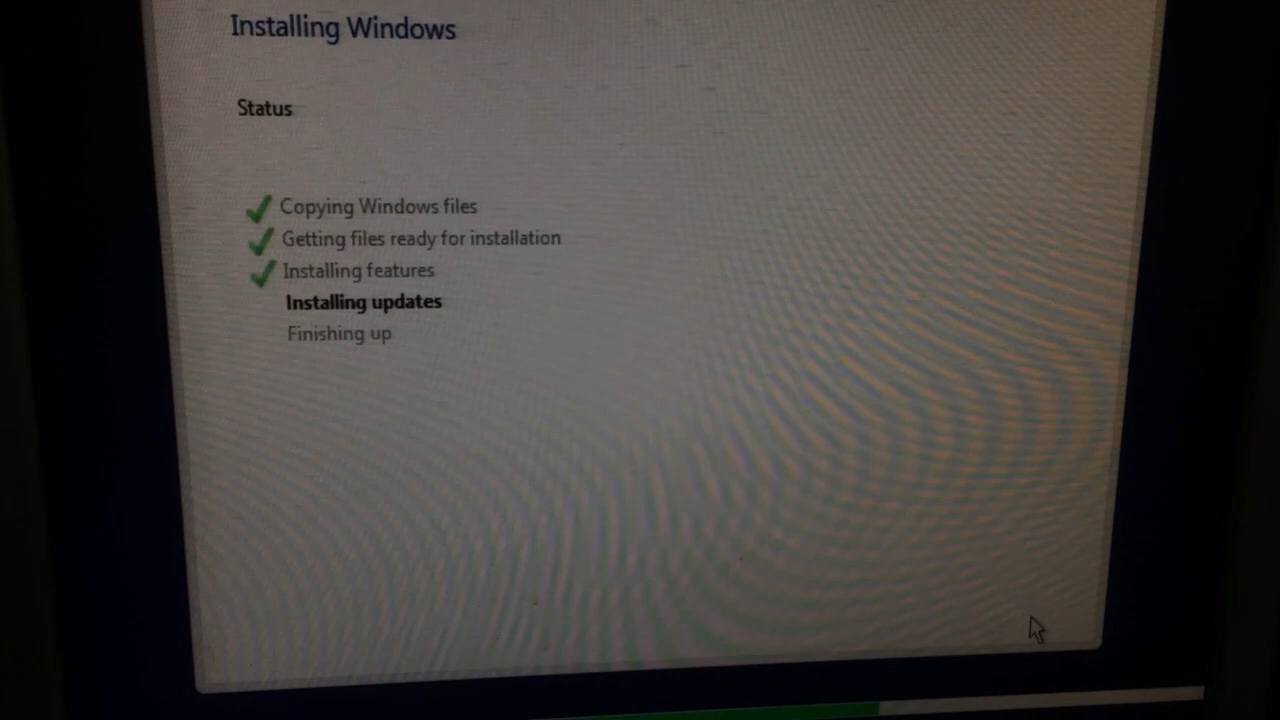 Installing Windows
Status
Copying Windows files
Getting files ready for installation
Installing features
Installing updates
Finishing up